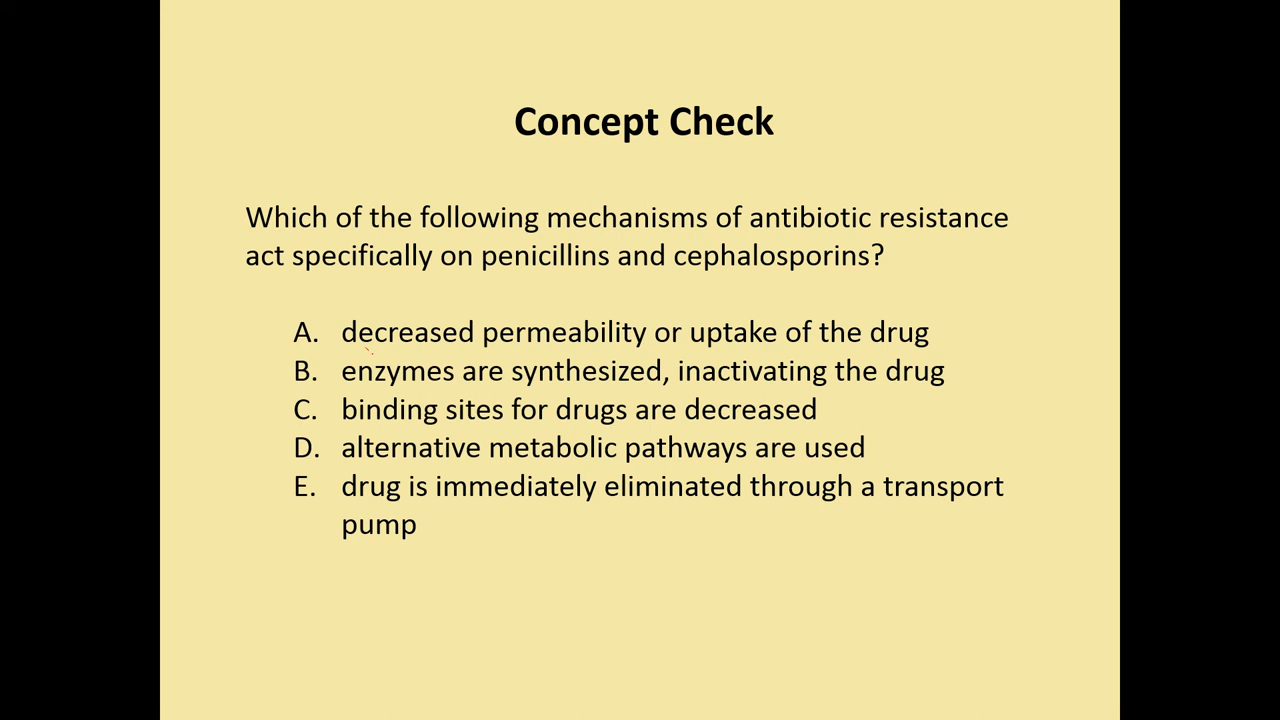 Concept Check
Which of the following mechanisms of antibiotic resistance
act specifically on penicillins and cephalosporins?
A. decreased permeability or uptake of the drug
B. enzymes are synthesized, inactivating the drug
C. binding sites for drugs are decreased
D. alternative metabolic pathways are used
E. drug is immediately eliminated through a transport
pump